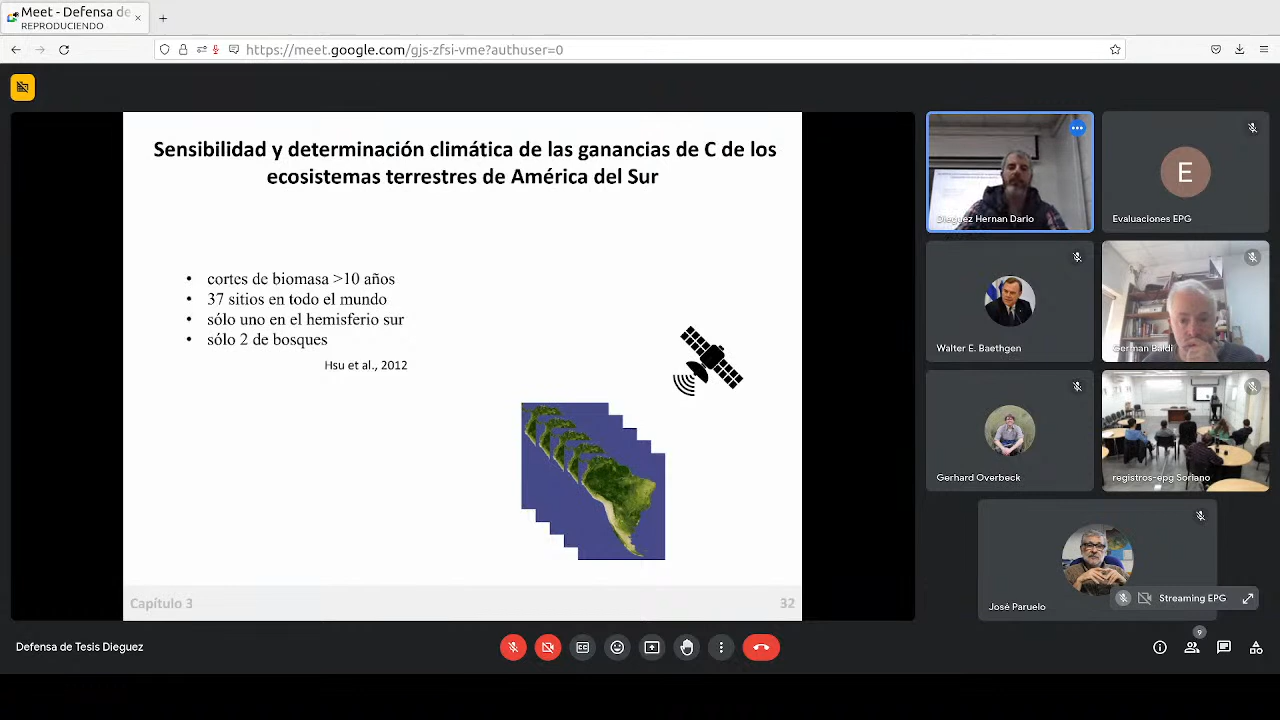 Meet - Defensa de
REPRODUCIENDO
https://meet.google.com/gjs-zfsi-vme?authuser=0
Sensibilidad y determinación climática de las ganancias de C de los
ecosistemas terrestres de América del Sur
• cortes de biomasa >10 años
• 37 sitios en todo el mundo
• sólo uno en el hemisferio sur
• sólo 2 de bosques
Hsu et al., 2012
Capítulo 3
32
Dieguez Hernan Dario
E
Evaluaciones EPG
Walter E. Baethgen
German Baldi
Gerhard Overbeck
registros-epg Soriano
José Paruelo
Streaming EPG
Defensa de Tesis Dieguez
9